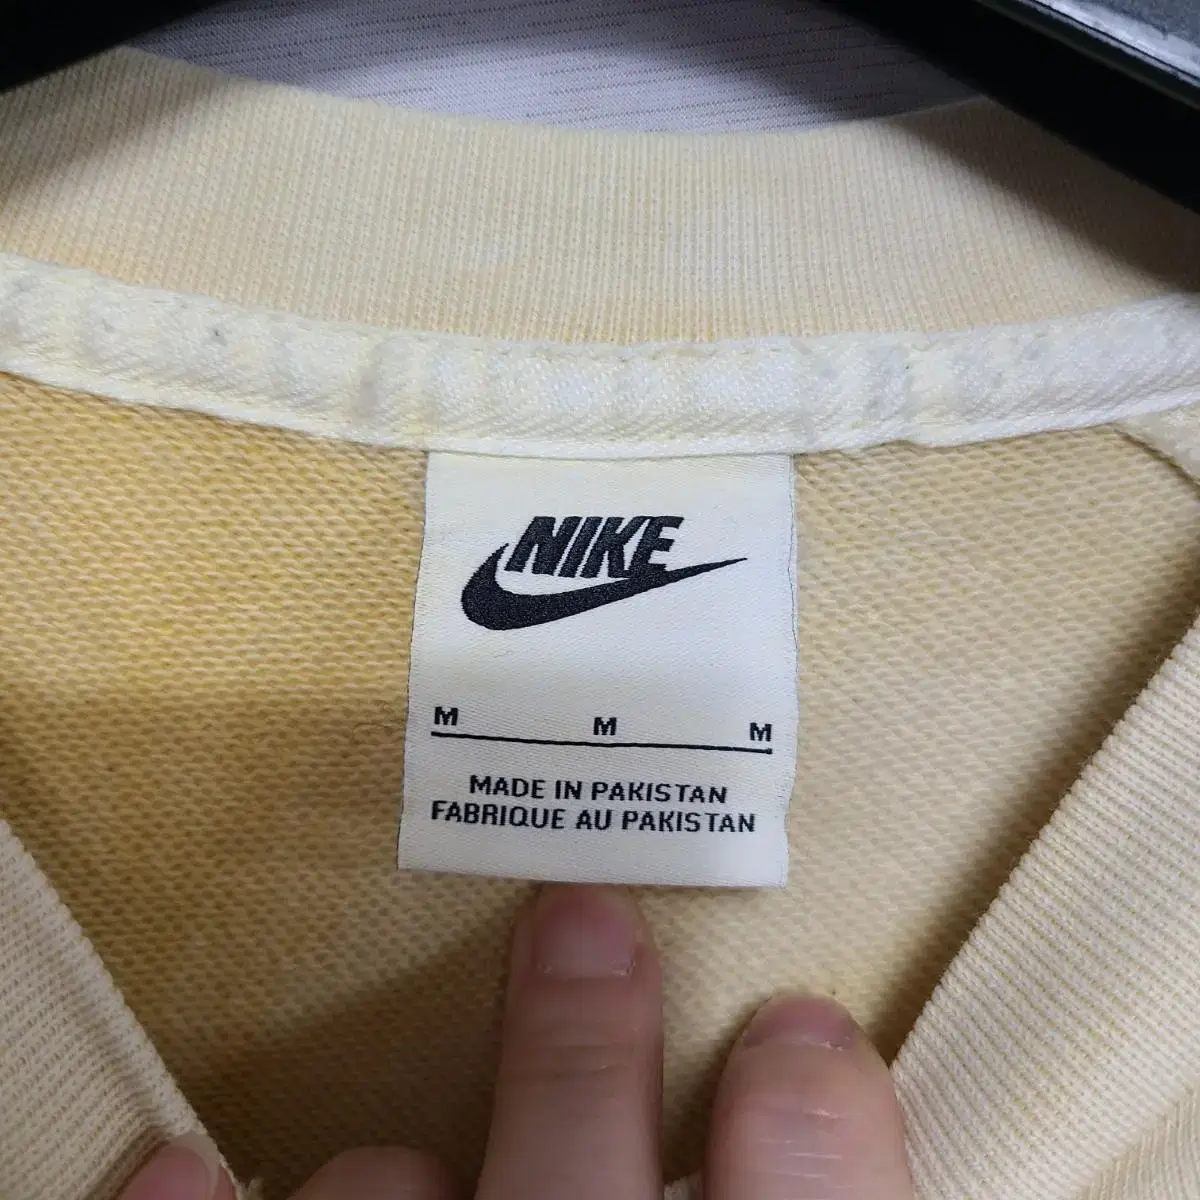 NIKE
M M M
MADE IN PAKISTAN
FABRIQUE AU PAKISTAN